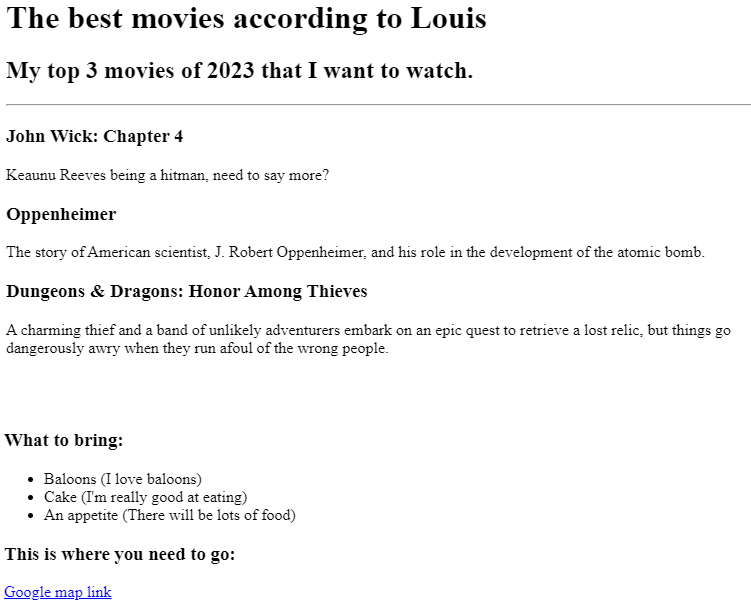 The best movies according to Louis
My top 3 movies of 2023 that I want to watch.
John Wick: Chapter 4
Keaunu Reeves being a hitman, need to say more?
Oppenheimer
The story of American scientist, J. Robert Oppenheimer, and his role in the development of the atomic bomb.
Dungeons & Dragons: Honor Among Thieves
A charming thief and a band of unlikely adventurers embark on an epic quest to retrieve a lost relic, but things go
dangerously awry when they run afoul of the wrong people.
What to bring:
• Baloons (I love baloons)
• Cake (I'm really good at eating)
• An appetite (There will be lots of food)
This is where you need to go:
Google map link